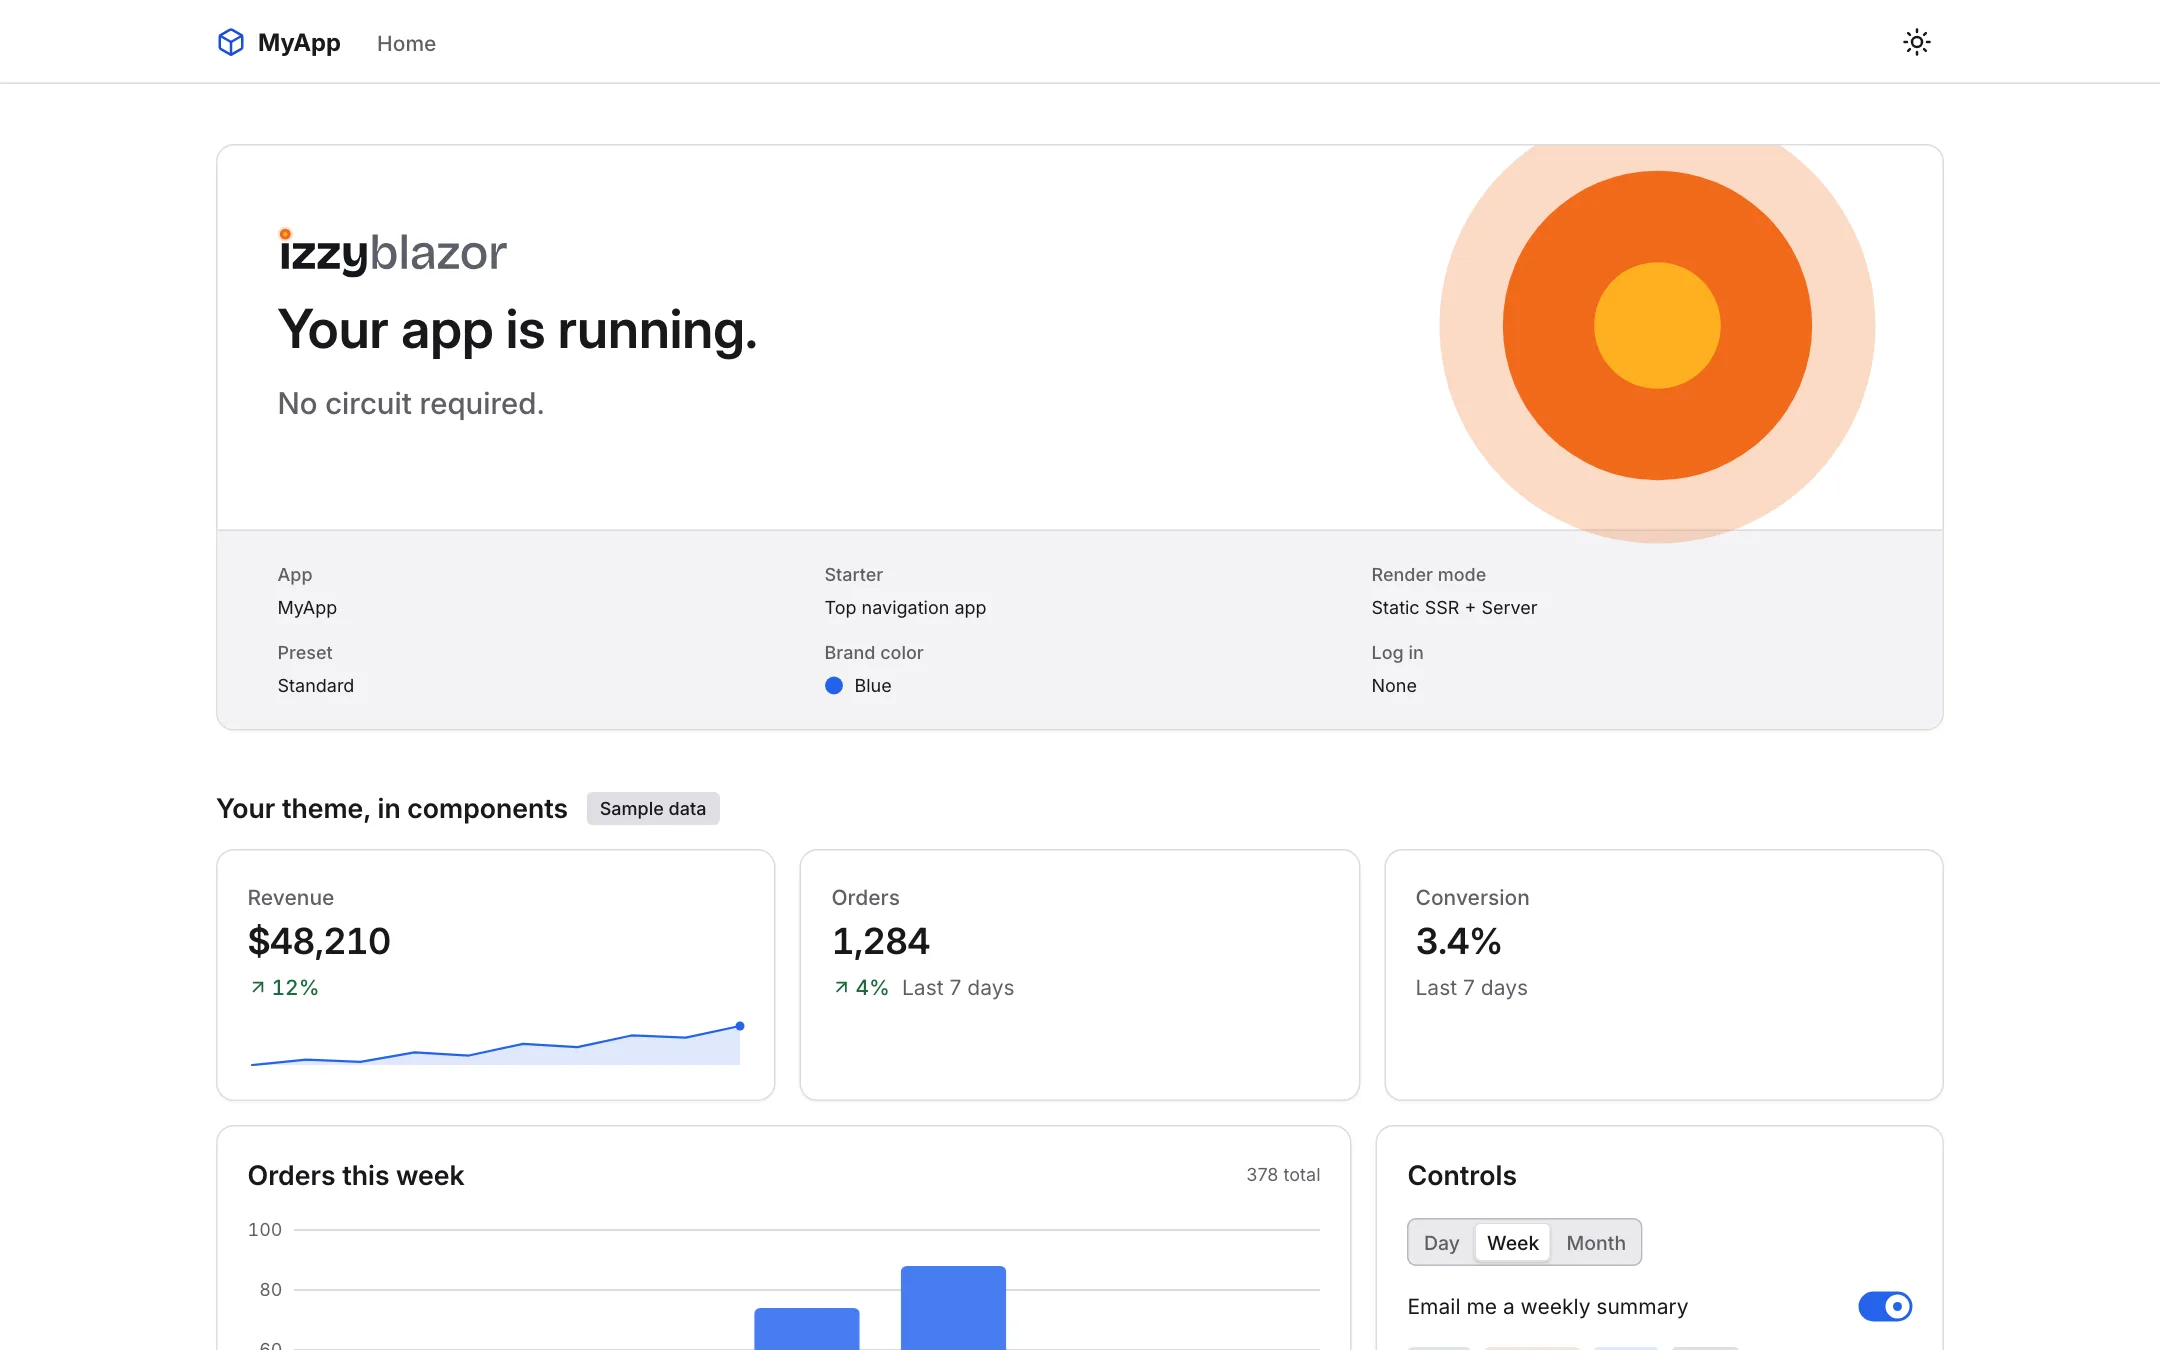 MyApp Home
izzyblazor
Your app is running.
No circuit required.
App
MyApp
Starter
Top navigation app
Render mode
Static SSR + Server
Preset
Standard
Brand color
Blue
Log in
None
Your theme, in components
Sample data
Revenue
$48,210
12%
Orders
1,284
4% Last 7 days
Conversion
3.4%
Last 7 days
Orders this week
378 total
100
80
60
Controls
Day Week Month
Email me a weekly summary